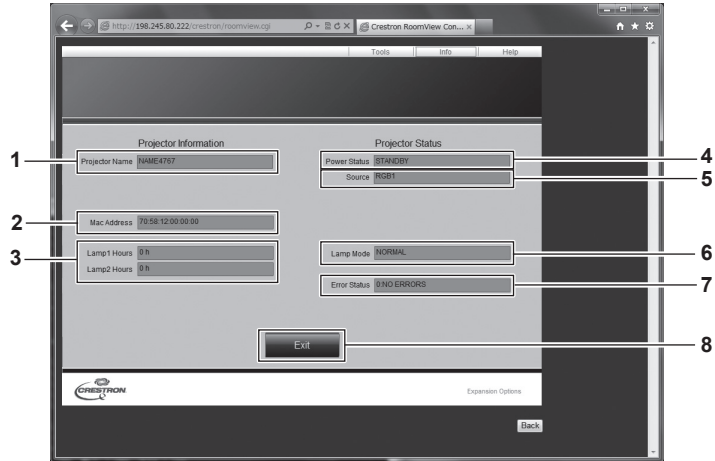 http://198.245.80.222/crestron/roomview.cgi
Crestron RoomView Con...
Tools Info Help
Projector Information
Projector Status
1
Projector Name NAME4767
Power Status STANDBY
4
Source RGB1
5
2
Mac Address 70:58:12:00:00:00
3
Lamp1 Hours 0 h
Lamp2 Hours 0 h
Lamp Mode NORMAL
6
Error Status 0:NO ERRORS
7
Exit
8
CRESTRON
Expansion Options
Back